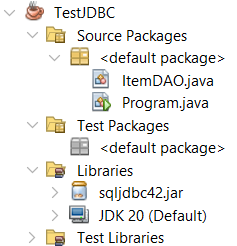 TestJDBC
Source Packages
<default package>
ItemDAO.java
Program.java
Test Packages
<default package>
Libraries
sqljdbc42.jar
JDK 20 (Default)
Test Libraries